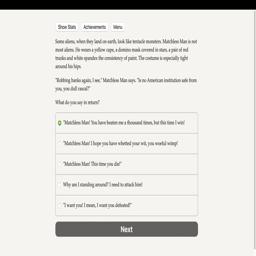 Show Stats Achievements Menu
Some aliens, when they land on earth, look like tentacle monsters. Matchless Man is not
most aliens. He wears a yellow cape, a domino mask covered in stars, a pair of red
trunks and white spandex the consistency of paint. The costume is especially tight
around his hips.
"Robbing banks again, I see," Matchless Man says. "Is no American institution safe from
you, you dull rascal?"
What do you say in return?
"Matchless Man! You have beaten me a thousand times, but this time I win!
"Matchless Man! I hope you have whetted your wit, you woeful wimp!
"Matchless Man! This time you die!"
Why am I standing around? I need to attack him!
"I want you! I mean, I want you defeated!"
Next